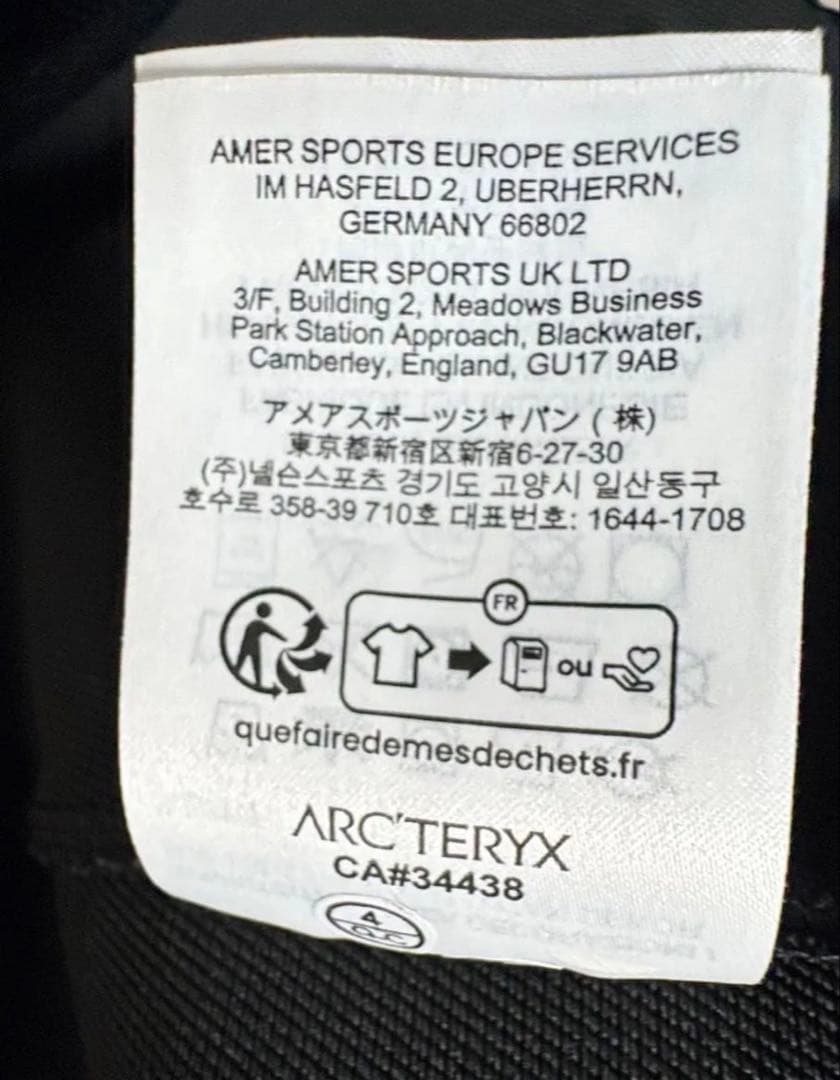 AMER SPORTS EUROPE SERVICES
IM HASFELD 2, UBERHERRN,
GERMANY 66802
AMER SPORTS UK LTD
3/F, Building 2, Meadows Business
Park Station Approach, Blackwater,
Camberley, England, GU17 9AB
アメアスポーツジャパン(株)
東京都新宿区新宿6-27-30
(주)넬슨스포츠 경기도 고양시 일산동구
호수로 358-39 710호 대표번호: 1644-1708
FR
ou
quefairedemesdechets.fr
ARC'TERYX
CA#34438
A
Q.C